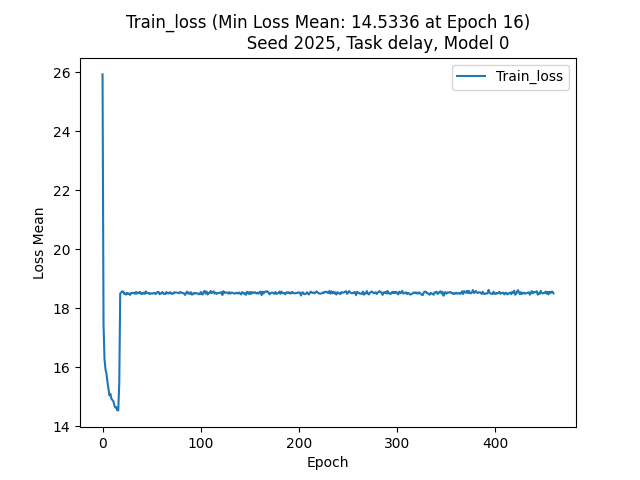 Train_loss (Min Loss Mean: 14.5336 at Epoch 16)
Seed 2025, Task delay, Model 0
Train_loss
26
24
22
20
18
16
14
Loss Mean
0 100 200 300 400
Epoch